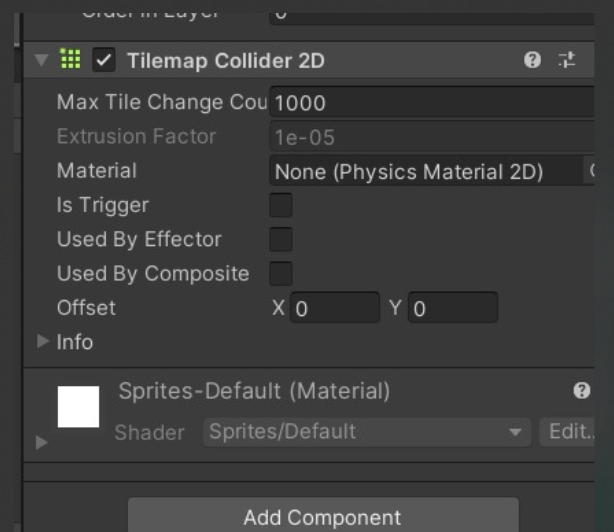 Order in Layer 0
Tilemap Collider 2D
Max Tile Change Cou 1000
Extrusion Factor 1e-05
Material None (Physics Material 2D)
Is Trigger
Used By Effector
Used By Composite
Offset X 0 Y 0
Info
Sprites-Default (Material)
Shader Sprites/Default Edit..
Add Component